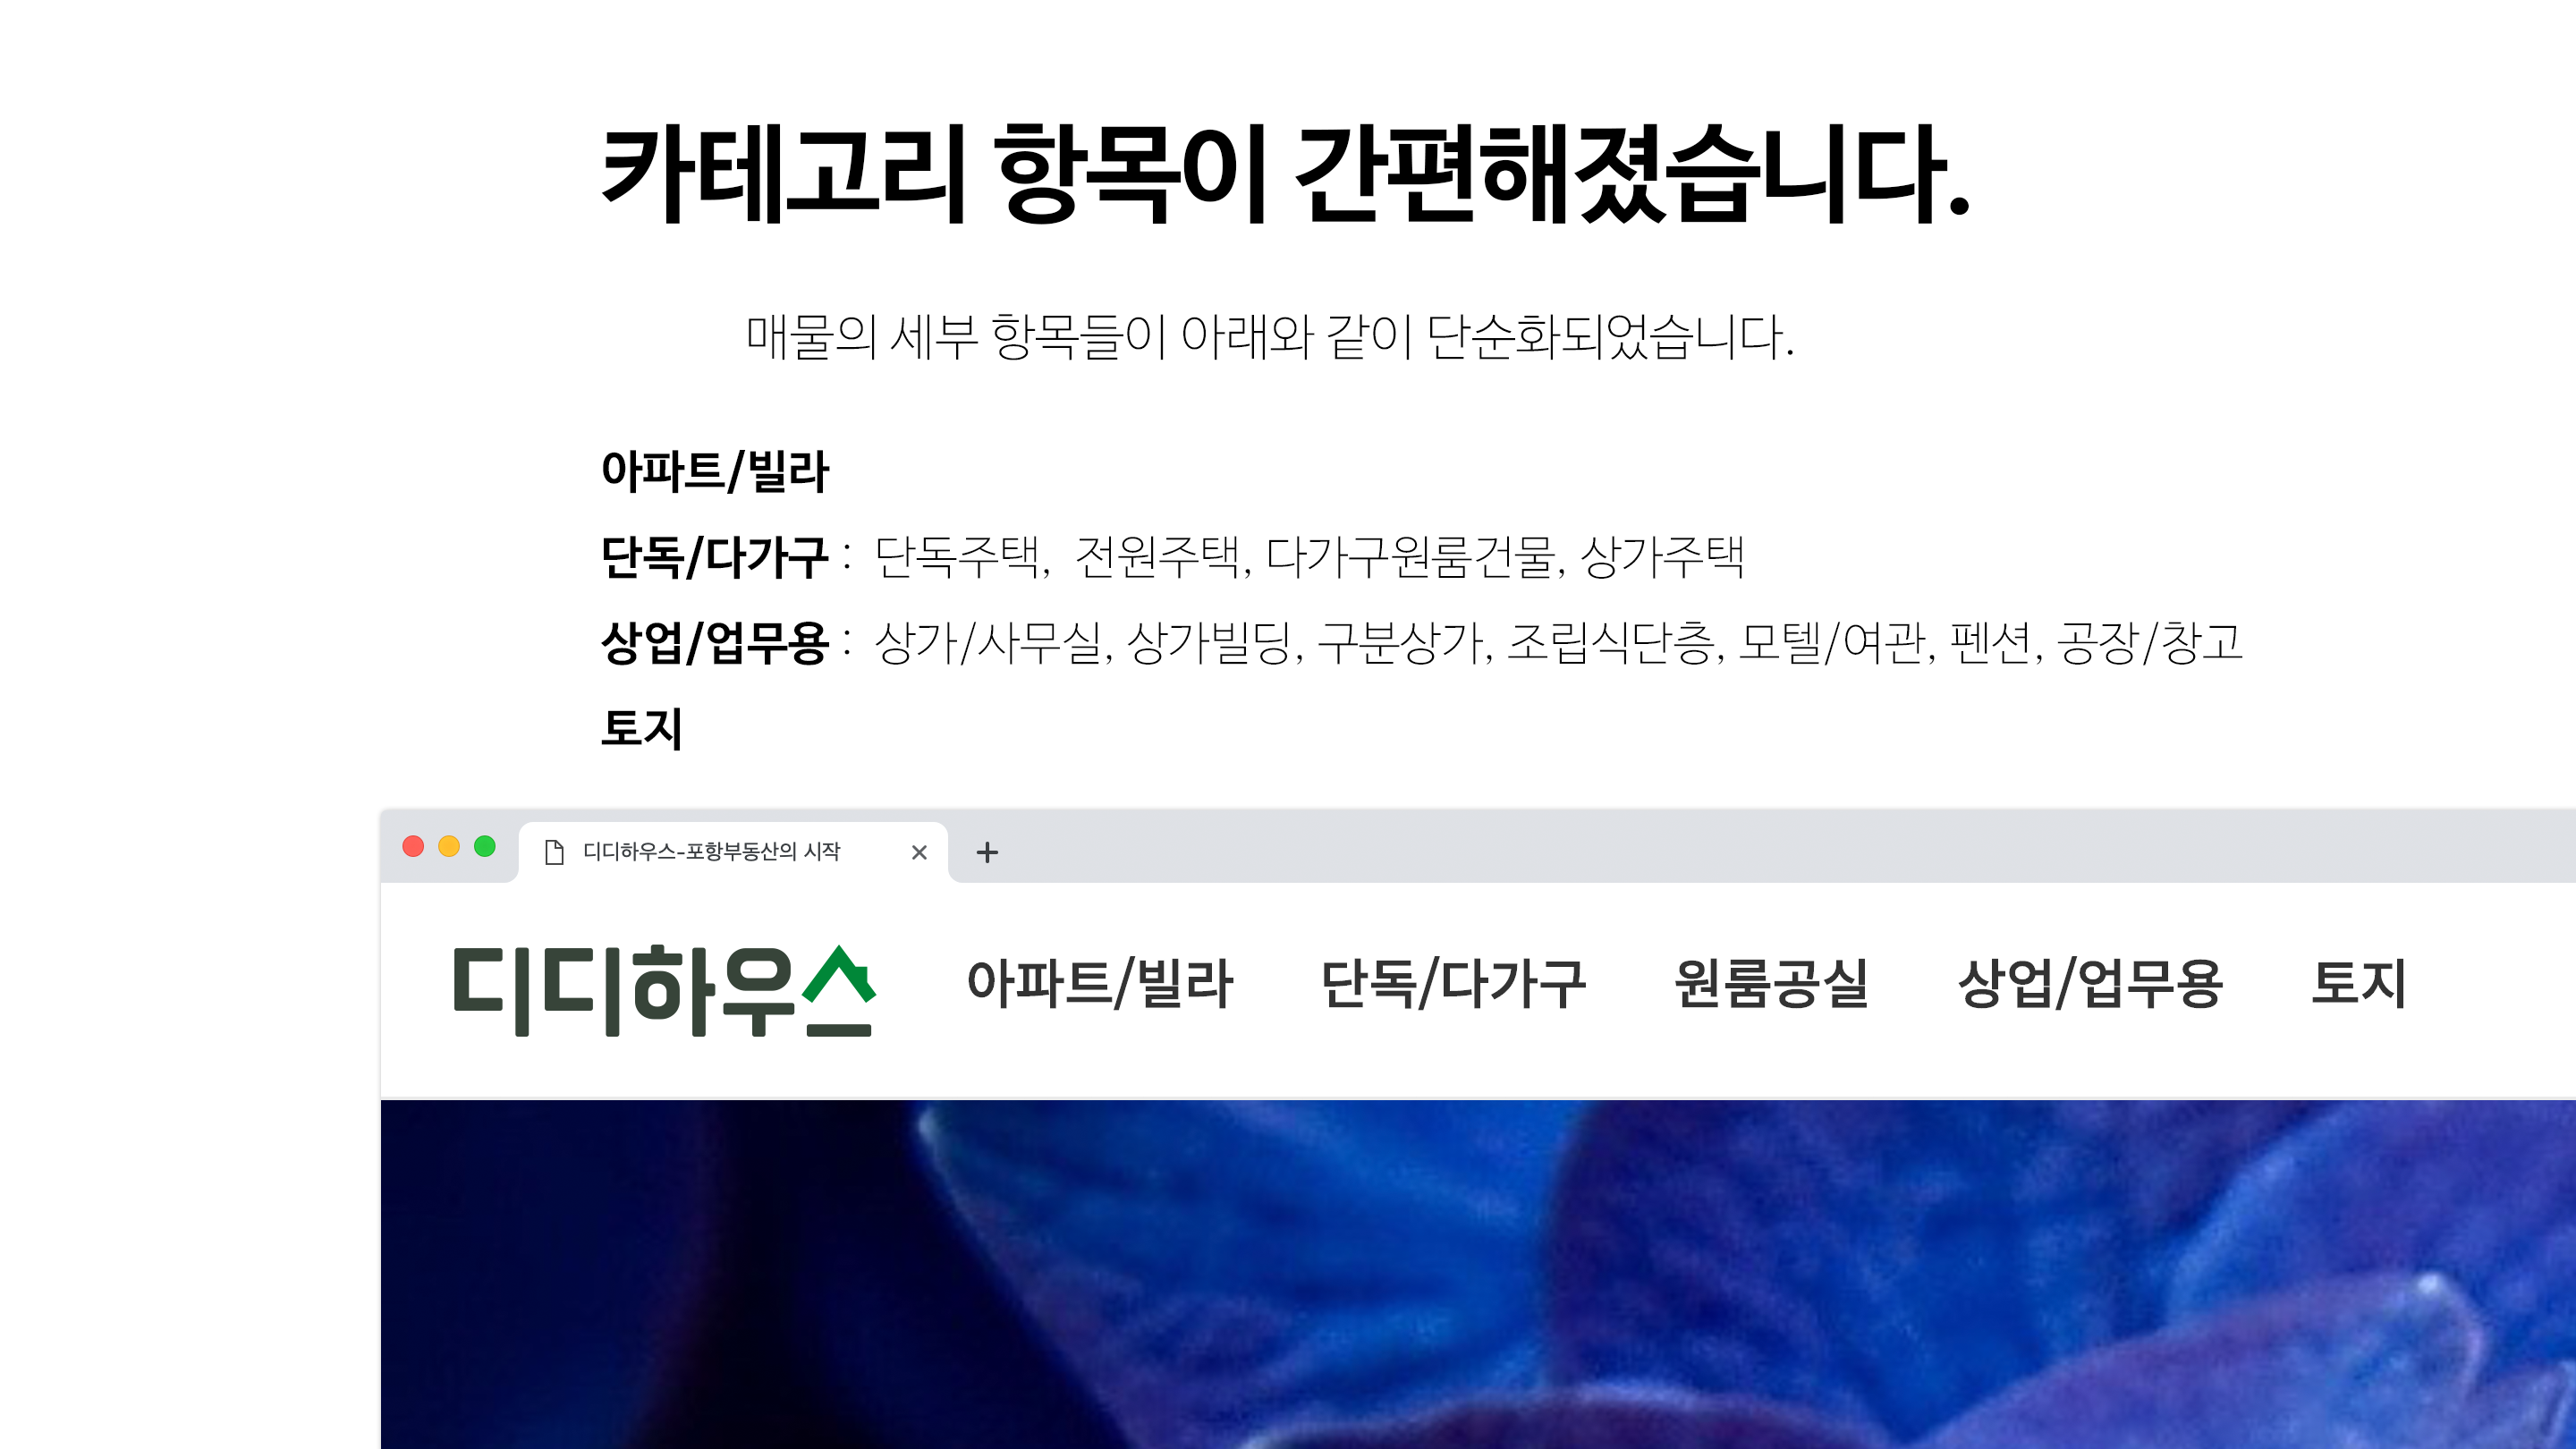 카테고리 항목이 간편해졌습니다.
매물의 세부 항목들이 아래와 같이 단순화되었습니다.
아파트/빌라
단독/다가구 : 단독주택, 전원주택, 다가구원룸건물, 상가주택
상업/업무용 : 상가/사무실, 상가빌딩, 구분상가, 조립식단층, 모텔/여관, 펜션, 공장/창고
토지
디디하우스-포항부동산의 시작
디디하우스 아파트/빌라 단독/다가구 원룸공실 상업/업무용 토지